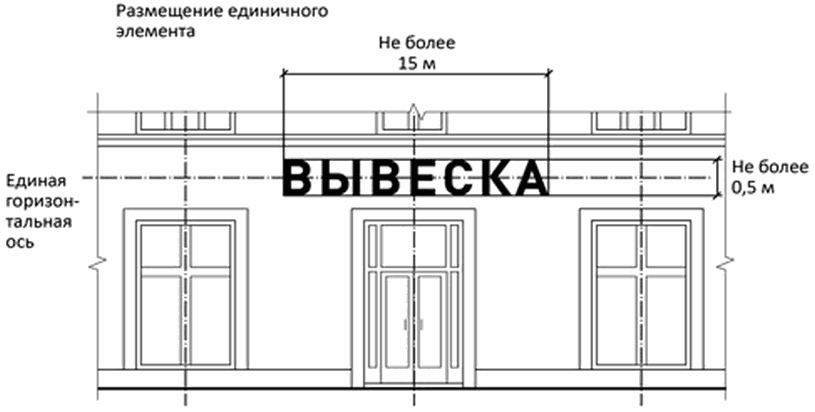 Размещение единичного
элемента
Не более
15 м
ВЫВЕСКА
Не более
0,5 м
Единая
горизон-
тальная
ось